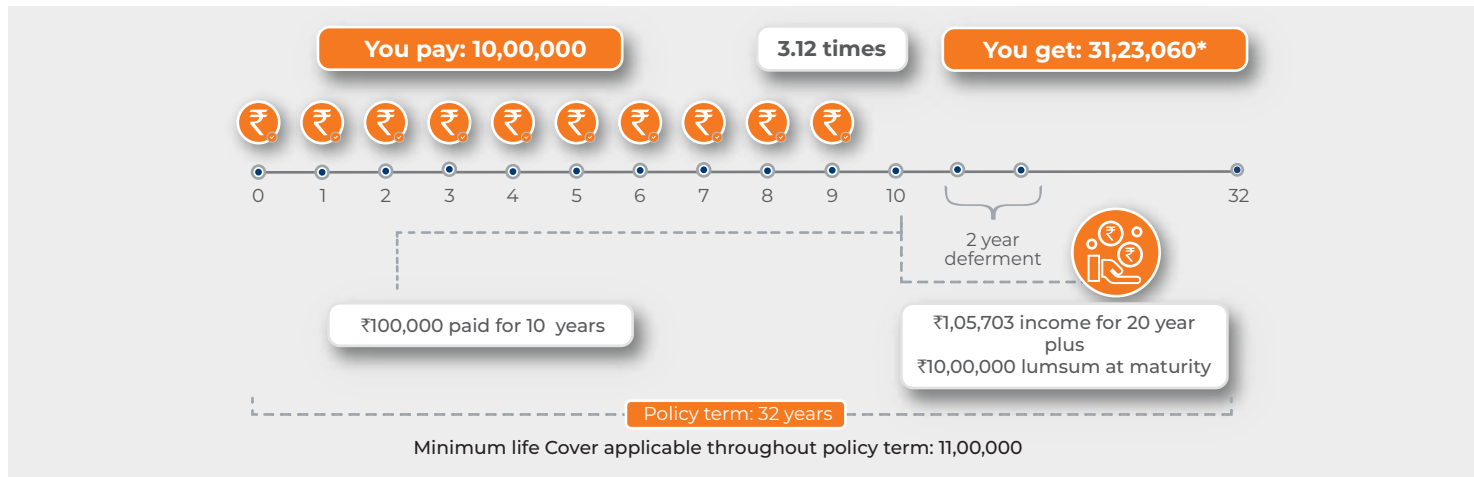 You pay: 10,00,000
3.12 times
You get: 31,23,060*
₹ ₹ ₹ ₹ ₹ ₹ ₹ ₹ ₹ ₹
0 1 2 3 4 5 6 7 8 9 10 32
2 year
deferment
₹ ₹
₹100,000 paid for 10 years
₹1,05,703 income for 20 year
plus
₹10,00,000 lumsum at maturity
Policy term: 32 years
Minimum life Cover applicable throughout policy term: 11,00,000